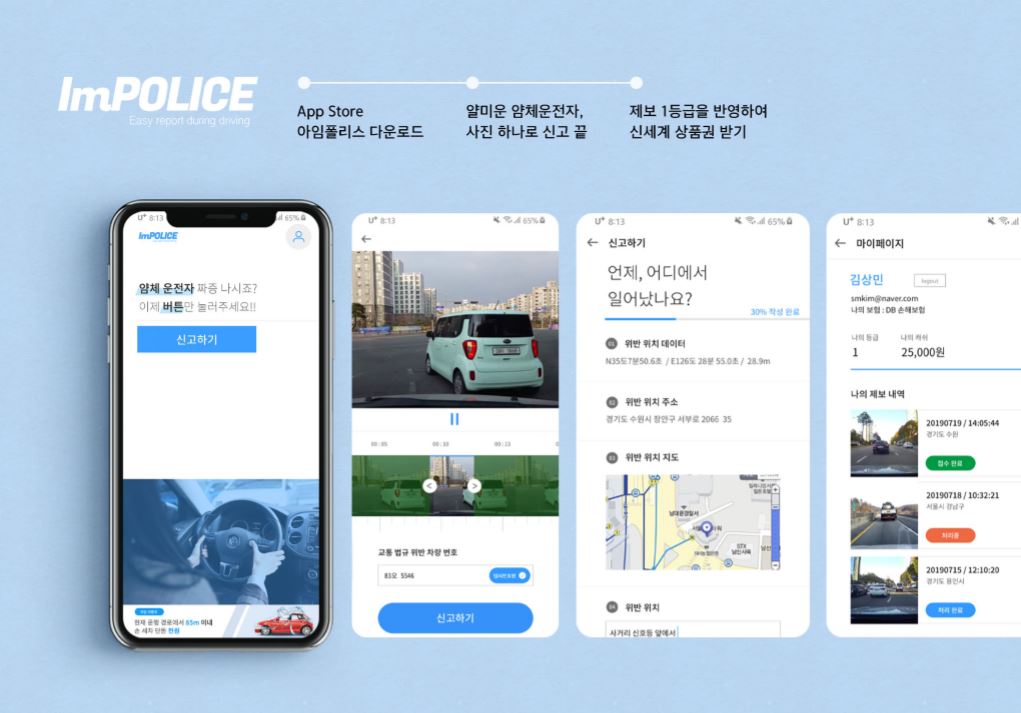 ImPOLICE
Easy report during driving
App Store
아임폴리스 다운로드
얄미운 얌체운전자,
사진 하나로 신고 끝
제보 1등급을 반영하여
신세계 상품권 받기
U+ 8:13
65%
ImPOLICE
얌체 운전자 짜증 나시죠?
이제 버튼만 눌러주세요!!
신고하기
현재 운행 경로에서 65m 이내
손 세차 단돈 만원
U+ 8:13
65%
00:05
00:10
00:15
교통 법규 위반 차량 번호
83오 5546
신고하기
U+ 8:13
65%
신고하기
언제, 어디에서
일어났나요?
30% 작성 완료
01 위반 위치 데이터
N35도7분50.6초 / E126도 28분 55.0초 / 28.9m
02 위반 위치 주소
경기도 수원시 장안구 서부로 2066 35
03 위반 위치 지도
남대문경찰서
STX
남산타워
04 위반 위치
사거리 신호등 앞에서
U+ 8:13
마이페이지
김상민
logout
smkim@naver.com
나의 보험 : DB 손해보험
나의 등급
나의 캐쉬
1
25,000원
나의 제보 내역
20190719 / 14:05:44
경기도 수원
접수 완료
20190718 / 10:32:21
서울시 강남구
처리중
20190715 / 12:10:20
경기도 용인시
처리 완료